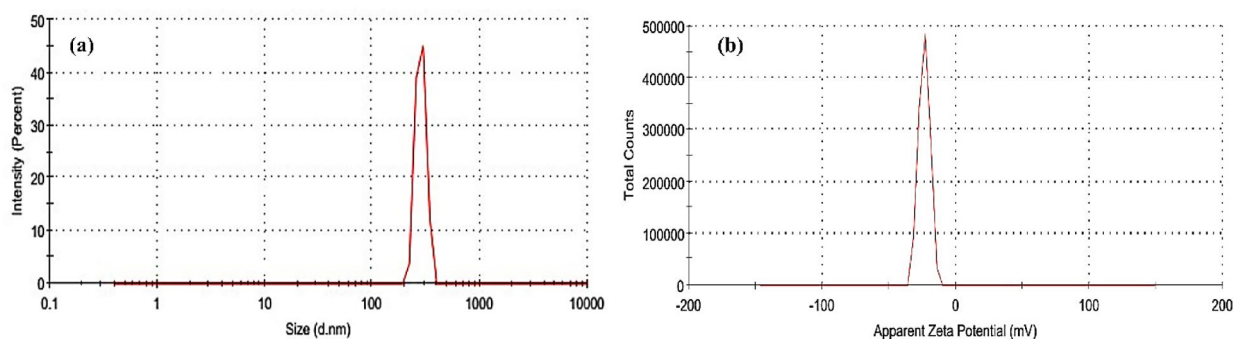 (a)
Intensity (Percent)
50
40
30
20
10
0
0.1 1 10 100 1000 10000
Size (d.nm)
(b)
Total Counts
500000
400000
300000
200000
100000
0
-200 -100 0 100 200
Apparent Zeta Potential (mV)